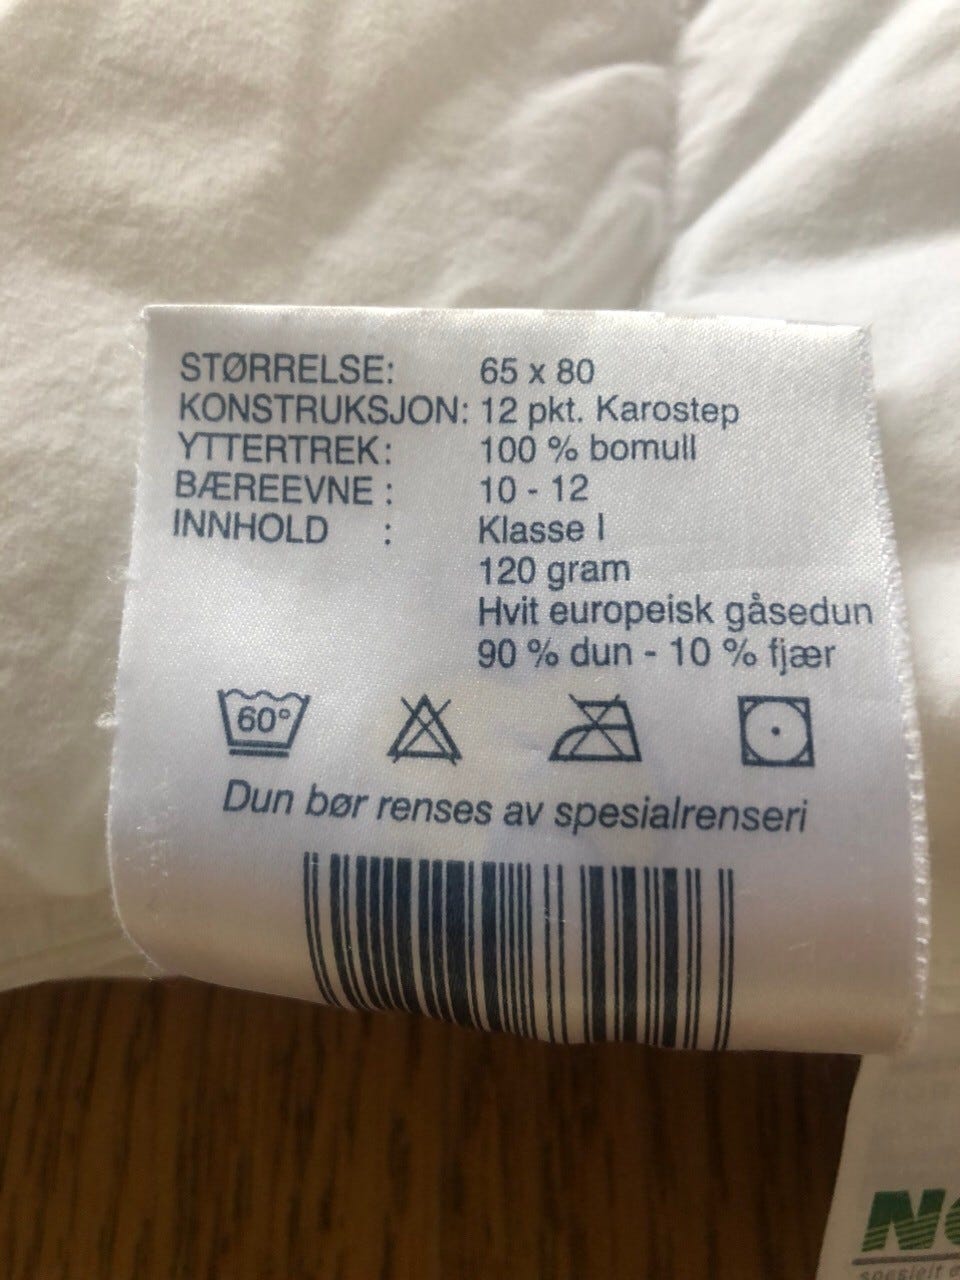 STØRRELSE: 65 x 80
KONSTRUKSJON: 12 pkt. Karostep
YTTERTREK: 100 % bomull
BÆREEVNE : 10 - 12
INNHOLD : Klasse I
120 gram
Hvit europeisk gåsedun
90 % dun - 10 % fjær
60°
Dun bør renses av spesialrenseri